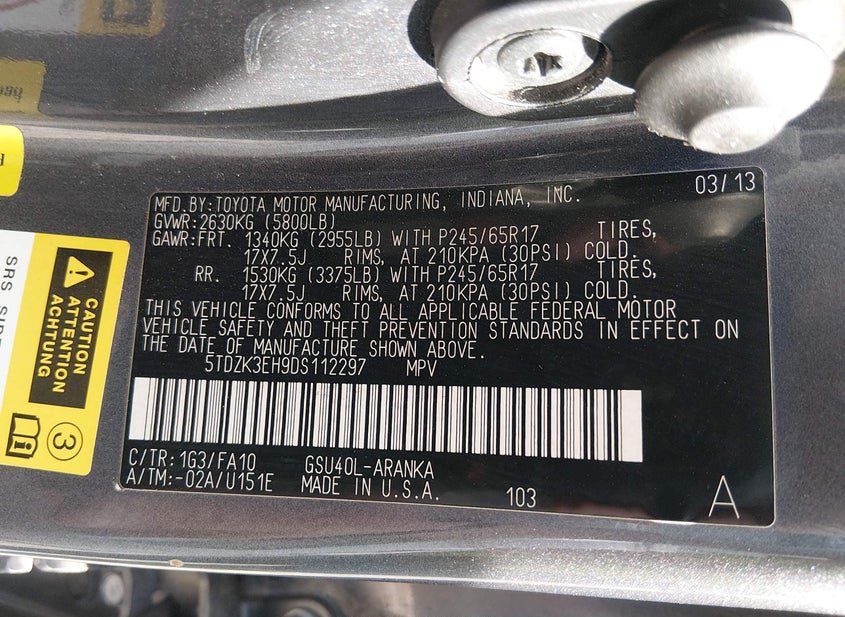 MFD.BY:TOYOTA MOTOR MANUFACTURING, INDIANA, INC. 03/13
GVWR:2630KG (5800LB)
GAWR:FRT. 1340KG (2955LB) WITH P245/65R17 TIRES,
17X7.5J RIMS, AT 210KPA (30PSI) COLD.
RR. 1530KG (3375LB) WITH P245/65R17 TIRES,
17X7.5J RIMS, AT 210KPA (30PSI) COLD.
THIS VEHICLE CONFORMS TO ALL APPLICABLE FEDERAL MOTOR
VEHICLE SAFETY AND THEFT PREVENTION STANDARDS IN EFFECT ON
THE DATE OF MANUFACTURE SHOWN ABOVE.
5TDZK3EH9DS112297 MPV
C/TR:1G3/FA10 GSU40L-ARANKA
A/TM:-02A/U151E MADE IN U.S.A. 103 A
CAUTION
ATTENTION
ACHTUNG
3
SRS